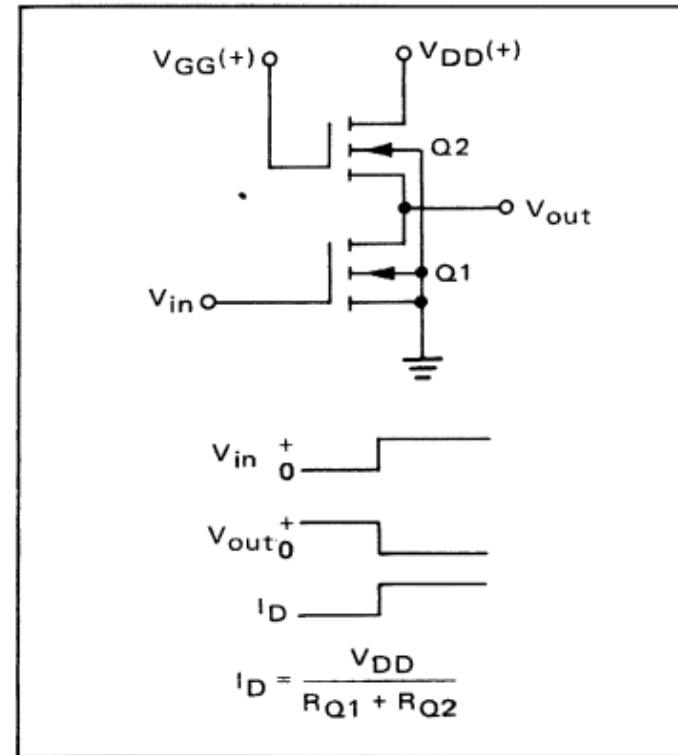 VGG(+) VDD(+)
Q2
Vout
Q1
Vin
Vin + 0
Vout + 0
ID
ID = VDD / RQ1 + RQ2